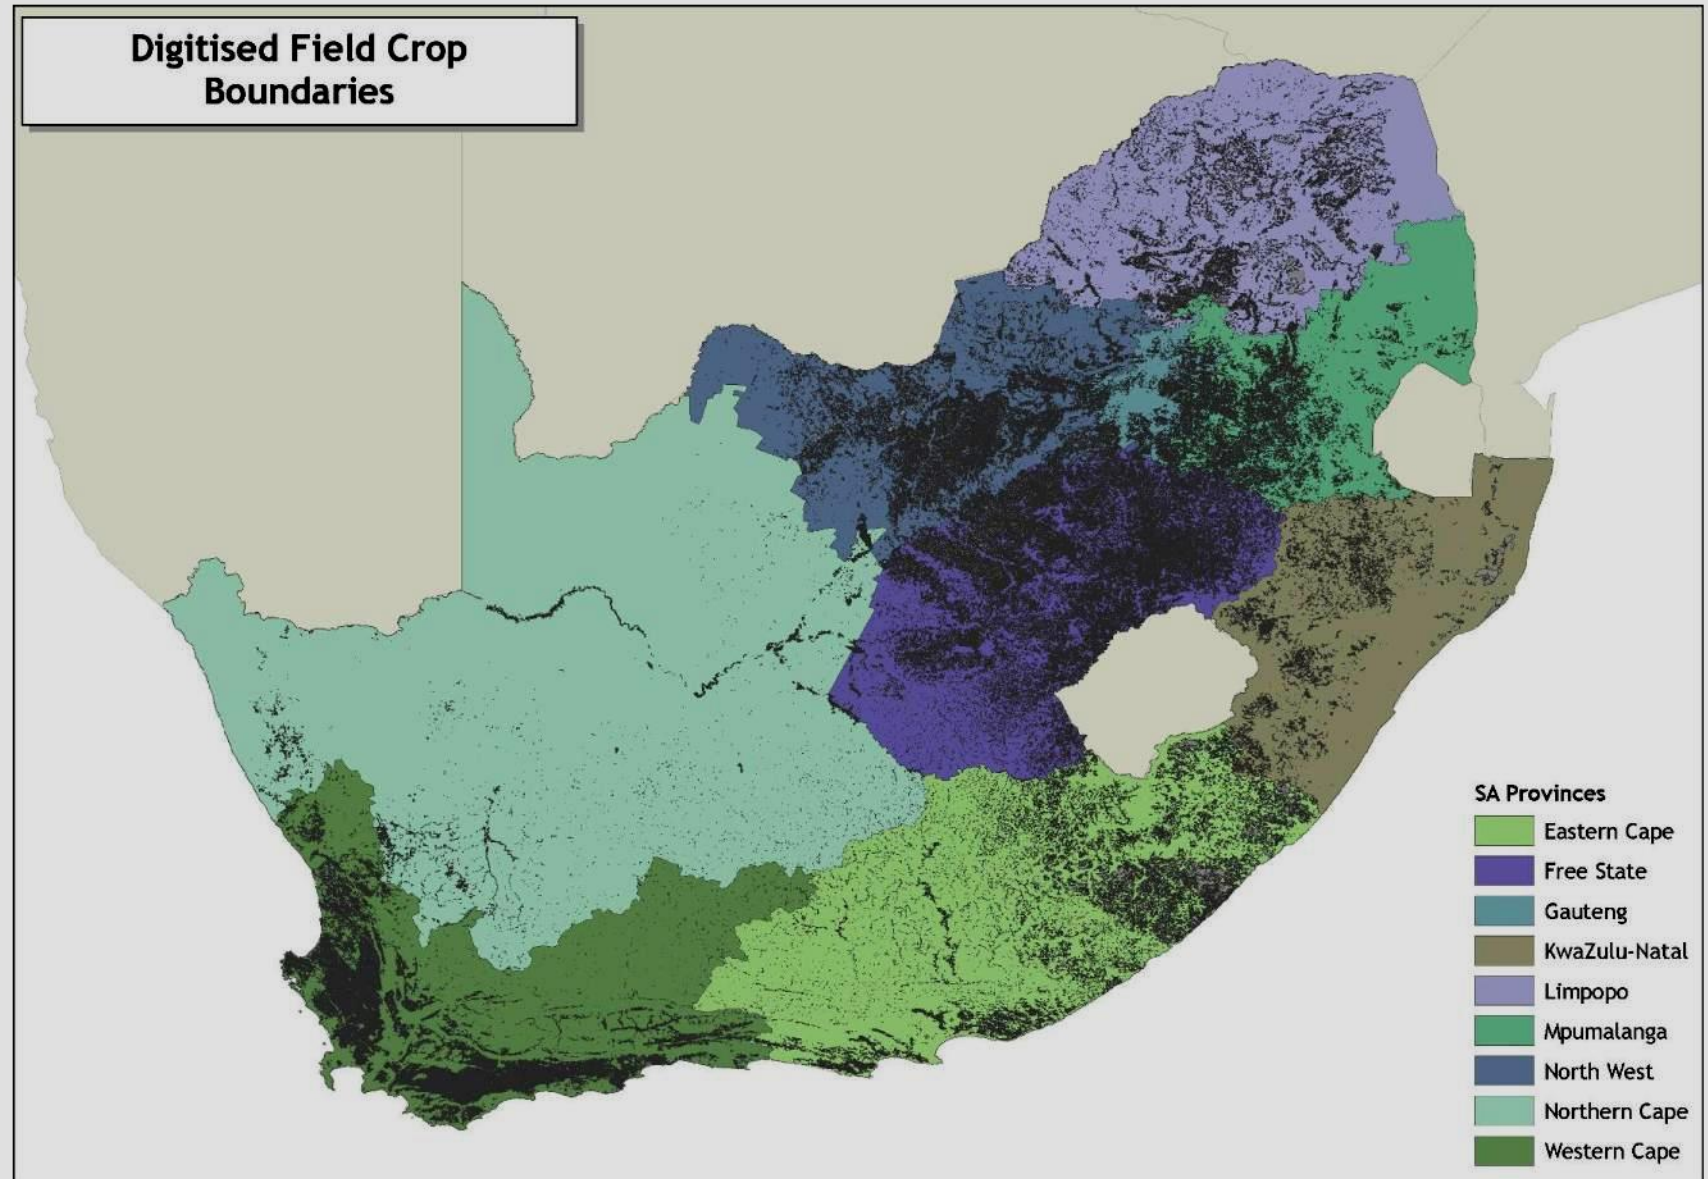 Digitised Field Crop
Boundaries
SA Provinces
Eastern Cape
Free State
Gauteng
KwaZulu-Natal
Limpopo
Mpumalanga
North West
Northern Cape
Western Cape